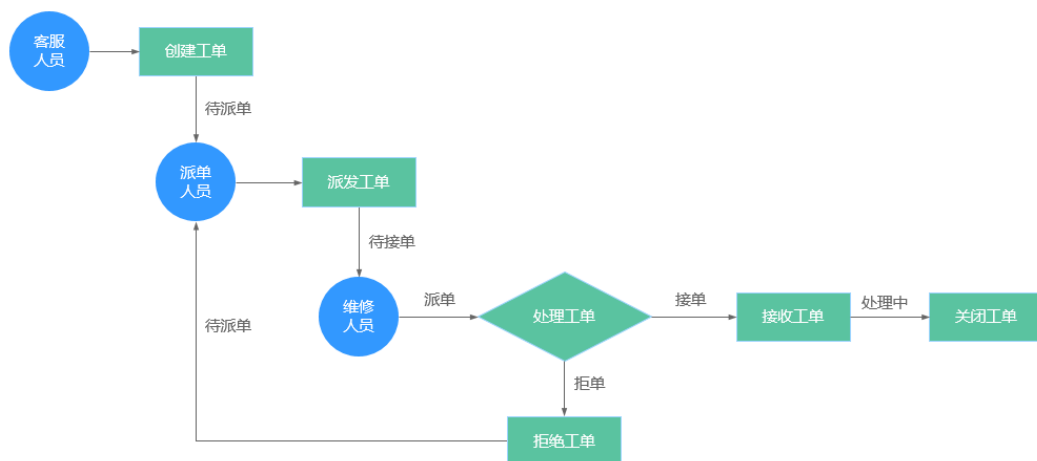 客服
人员
创建工单
待派单
派单
人员
派发工单
待接单
维修
人员
派单
处理工单
接单
接收工单
处理中
关闭工单
待派单
拒单
拒绝工单